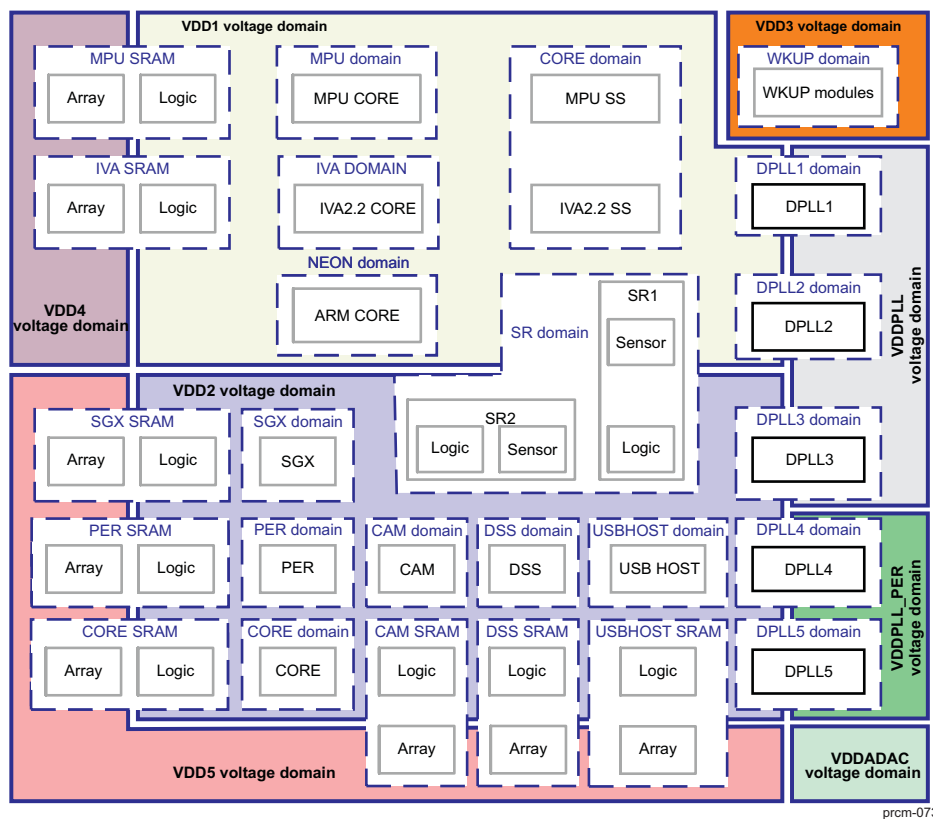 VDD1 voltage domain
VDD3 voltage domain
MPU SRAM
MPU domain
CORE domain
WKUP domain
Array
Logic
MPU CORE
MPU SS
WKUP modules
IVA SRAM
IVA DOMAIN
DPLL1 domain
Array
Logic
IVA2.2 CORE
IVA2.2 SS
DPLL1
NEON domain
VDD4
voltage domain
ARM CORE
SR domain
SR1
Sensor
DPLL2 domain
DPLL2
VDDPLL
voltage domain
VDD2 voltage domain
SGX SRAM
SGX domain
SR2
DPLL3 domain
Array
Logic
SGX
Logic
Sensor
Logic
DPLL3
PER SRAM
PER domain
CAM domain
DSS domain
USBHOST domain
DPLL4 domain
Array
Logic
PER
CAM
DSS
USB HOST
DPLL4
VDDPLL_PER
voltage domain
CORE SRAM
CORE domain
CAM SRAM
DSS SRAM
USBHOST SRAM
DPLL5 domain
Array
Logic
CORE
Logic
Logic
Logic
DPLL5
Array
Array
Array
VDD5 voltage domain
VDDADAC
voltage domain
prcm-073